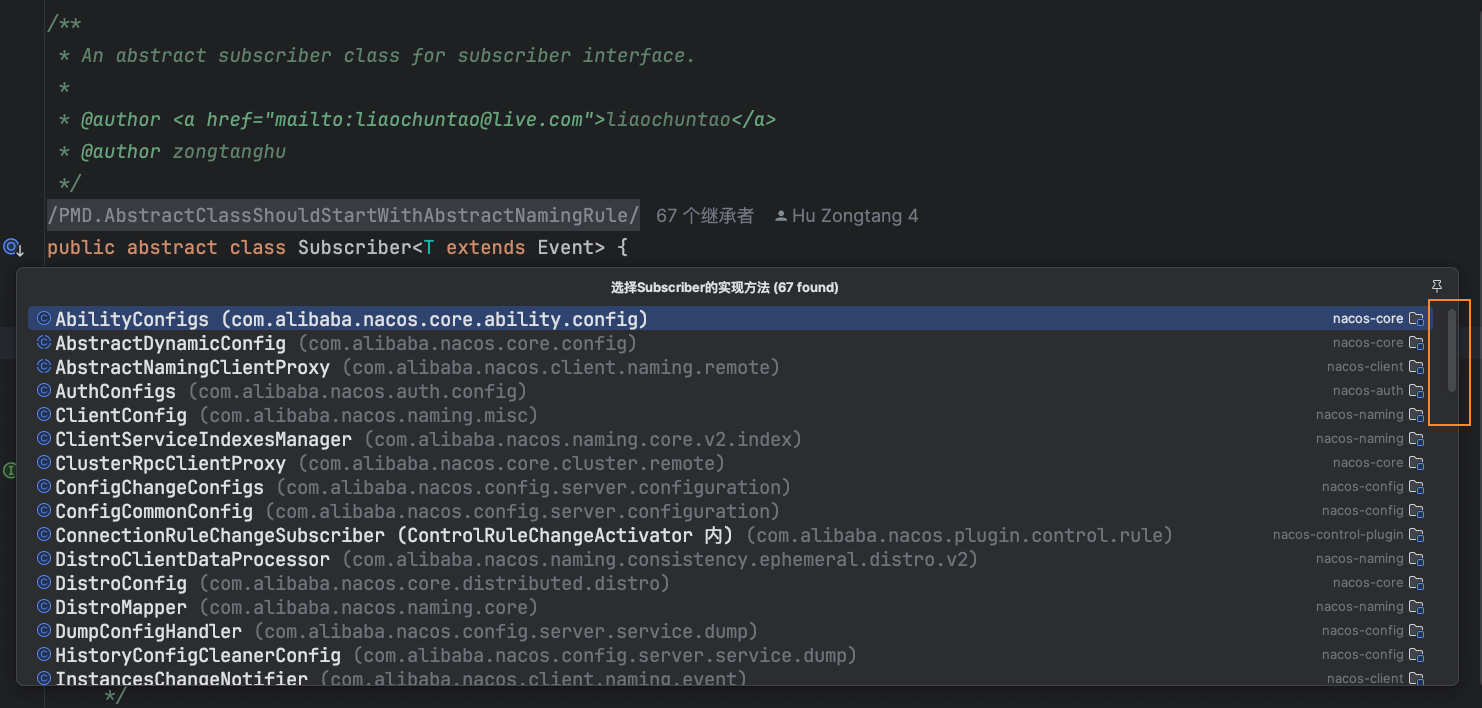 /**
* An abstract subscriber class for subscriber interface.
*
* @author <a href="mailto:liaochuntao@live.com">liaochuntao</a>
* @author zongtanghu
*/
/PMD.AbstractClassShouldStartWithAbstractNamingRule/ 67 个继承者 Hu Zongtang 4
public abstract class Subscriber<T extends Event> {
选择Subscriber的实现方法 (67 found)
AbilityConfigs (com.alibaba.nacos.core.ability.config) nacos-core
AbstractDynamicConfig (com.alibaba.nacos.core.config) nacos-core
AbstractNamingClientProxy (com.alibaba.nacos.client.naming.remote) nacos-client
AuthConfigs (com.alibaba.nacos.auth.config) nacos-auth
ClientConfig (com.alibaba.nacos.naming.misc) nacos-naming
ClientServiceIndexesManager (com.alibaba.nacos.naming.core.v2.index) nacos-naming
ClusterRpcClientProxy (com.alibaba.nacos.core.cluster.remote) nacos-core
ConfigChangeConfigs (com.alibaba.nacos.config.server.configuration) nacos-config
ConfigCommonConfig (com.alibaba.nacos.config.server.configuration) nacos-config
ConnectionRuleChangeSubscriber (ControlRuleChangeActivator 内) (com.alibaba.nacos.plugin.control.rule) nacos-control-plugin
DistroClientDataProcessor (com.alibaba.nacos.naming.consistency.ephemeral.distro.v2) nacos-naming
DistroConfig (com.alibaba.nacos.core.distributed.distro) nacos-core
DistroMapper (com.alibaba.nacos.naming.core) nacos-naming
DumpConfigHandler (com.alibaba.nacos.config.server.service.dump) nacos-config
HistoryConfigCleanerConfig (com.alibaba.nacos.config.server.service.dump) nacos-config
InstancesChangeNotifier (com.alibaba.nacos.client.naming.event) nacos-client
*/